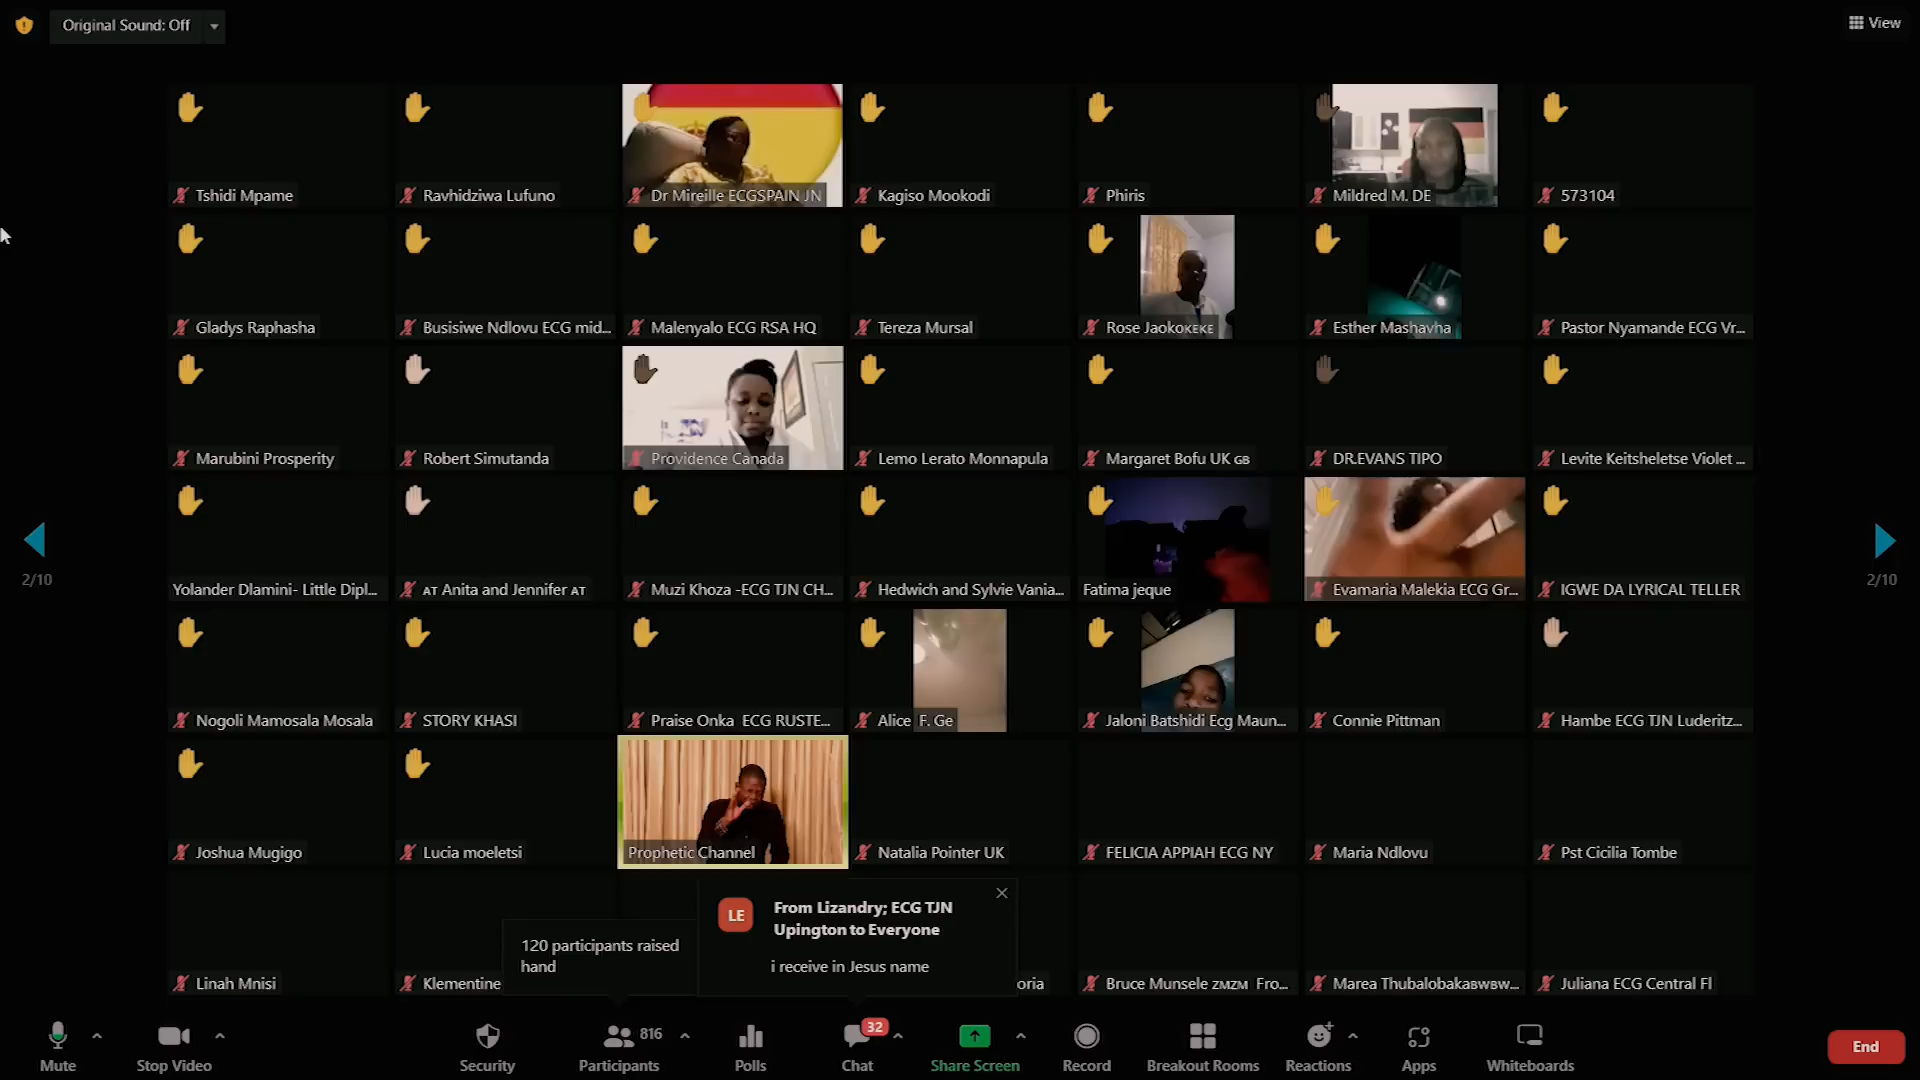 Original Sound: Off
View
Tshidi Mpame
Ravhidziwa Lufuno
Dr Mireille ECGSPAIN JN
Kagiso Mookodi
Phiris
Mildred M. DE
573104
Gladys Raphasha
Busisiwe Ndlovu ECG mid...
Malenyalo ECG RSA HQ
Tereza Mursal
Rose Jaokoᴋᴇᴋᴇ
Esther Mashavha
Pastor Nyamande ECG Vr...
Marubini Prosperity
Robert Simutanda
Providence Canada
Lemo Lerato Monnapula
Margaret Bofu UK ɢʙ
DR.EVANS TIPO
Levite Keitsheletse Violet ...
2/10
Yolander Dlamini- Little Dipl...
ᴀᴛ Anita and Jennifer ᴀᴛ
Muzi Khoza -ECG TJN CH...
Hedwich and Sylvie Vania...
Fatima jeque
Evamaria Malekia ECG Gr...
IGWE DA LYRICAL TELLER
2/10
Nogoli Mamosala Mosala
STORY KHASI
Praise Onka ECG RUSTE...
Alice F. Ge
Jaloni Batshidi Ecg Maun...
Connie Pittman
Hambe ECG TJN Luderitz...
Joshua Mugigo
Lucia moeletsi
Prophetic Channel
Natalia Pointer UK
FELICIA APPIAH ECG NY
Maria Ndlovu
Pst Cicilia Tombe
LE
From Lizandry; ECG TJN
Upington to Everyone
i receive in Jesus name
120 participants raised
hand
Linah Mnisi
Klementine
oria
Bruce Munsele ᴢᴍᴢᴍ Fro...
Marea Thubalobakaʙᴡʙᴡ...
Juliana ECG Central Fl
Mute
Stop Video
Security
816
Participants
Polls
32
Chat
Share Screen
Record
Breakout Rooms
Reactions
Apps
Whiteboards
End